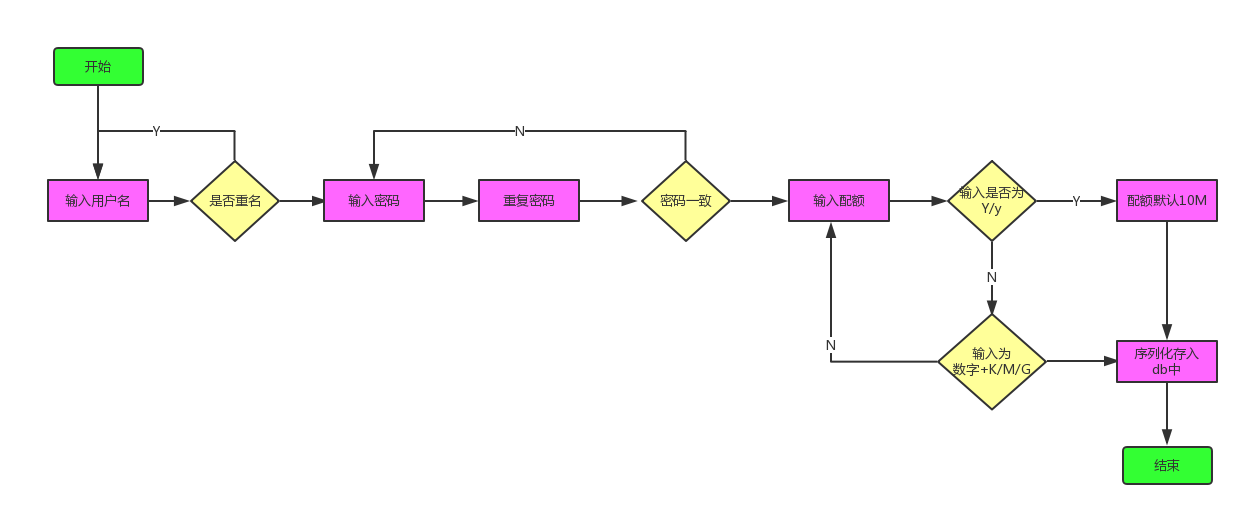 开始
Y
N
输入用户名
是否重名
输入密码
重复密码
密码一致
输入配额
输入是否为
Y/y
Y
配额默认10M
N
N
输入为
数字+K/M/G
序列化存入
db中
结束